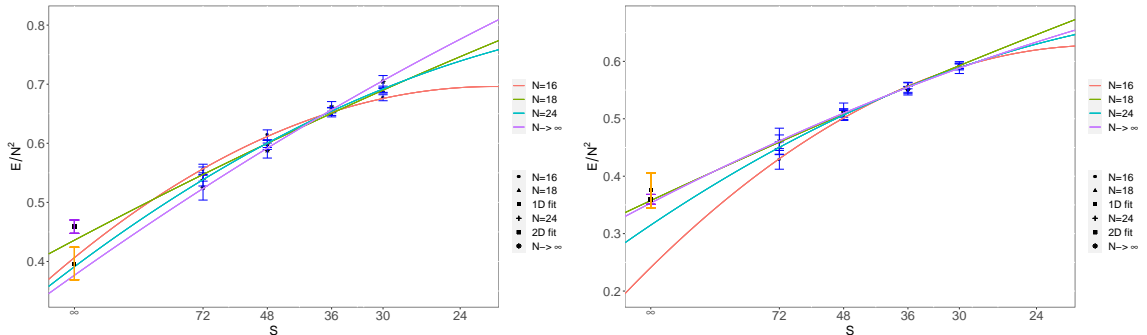 0.8
0.7
0.6
0.5
0.4
E/N²
∞
72
48
36
30
24
S
N=16
N=18
N=24
N−> ∞
N=16
N=18
1D fit
N=24
2D fit
N−> ∞
0.6
0.5
0.4
0.3
0.2
E/N²
∞
72
48
36
30
24
S
N=16
N=18
N=24
N−> ∞
N=16
N=18
1D fit
N=24
2D fit
N−> ∞